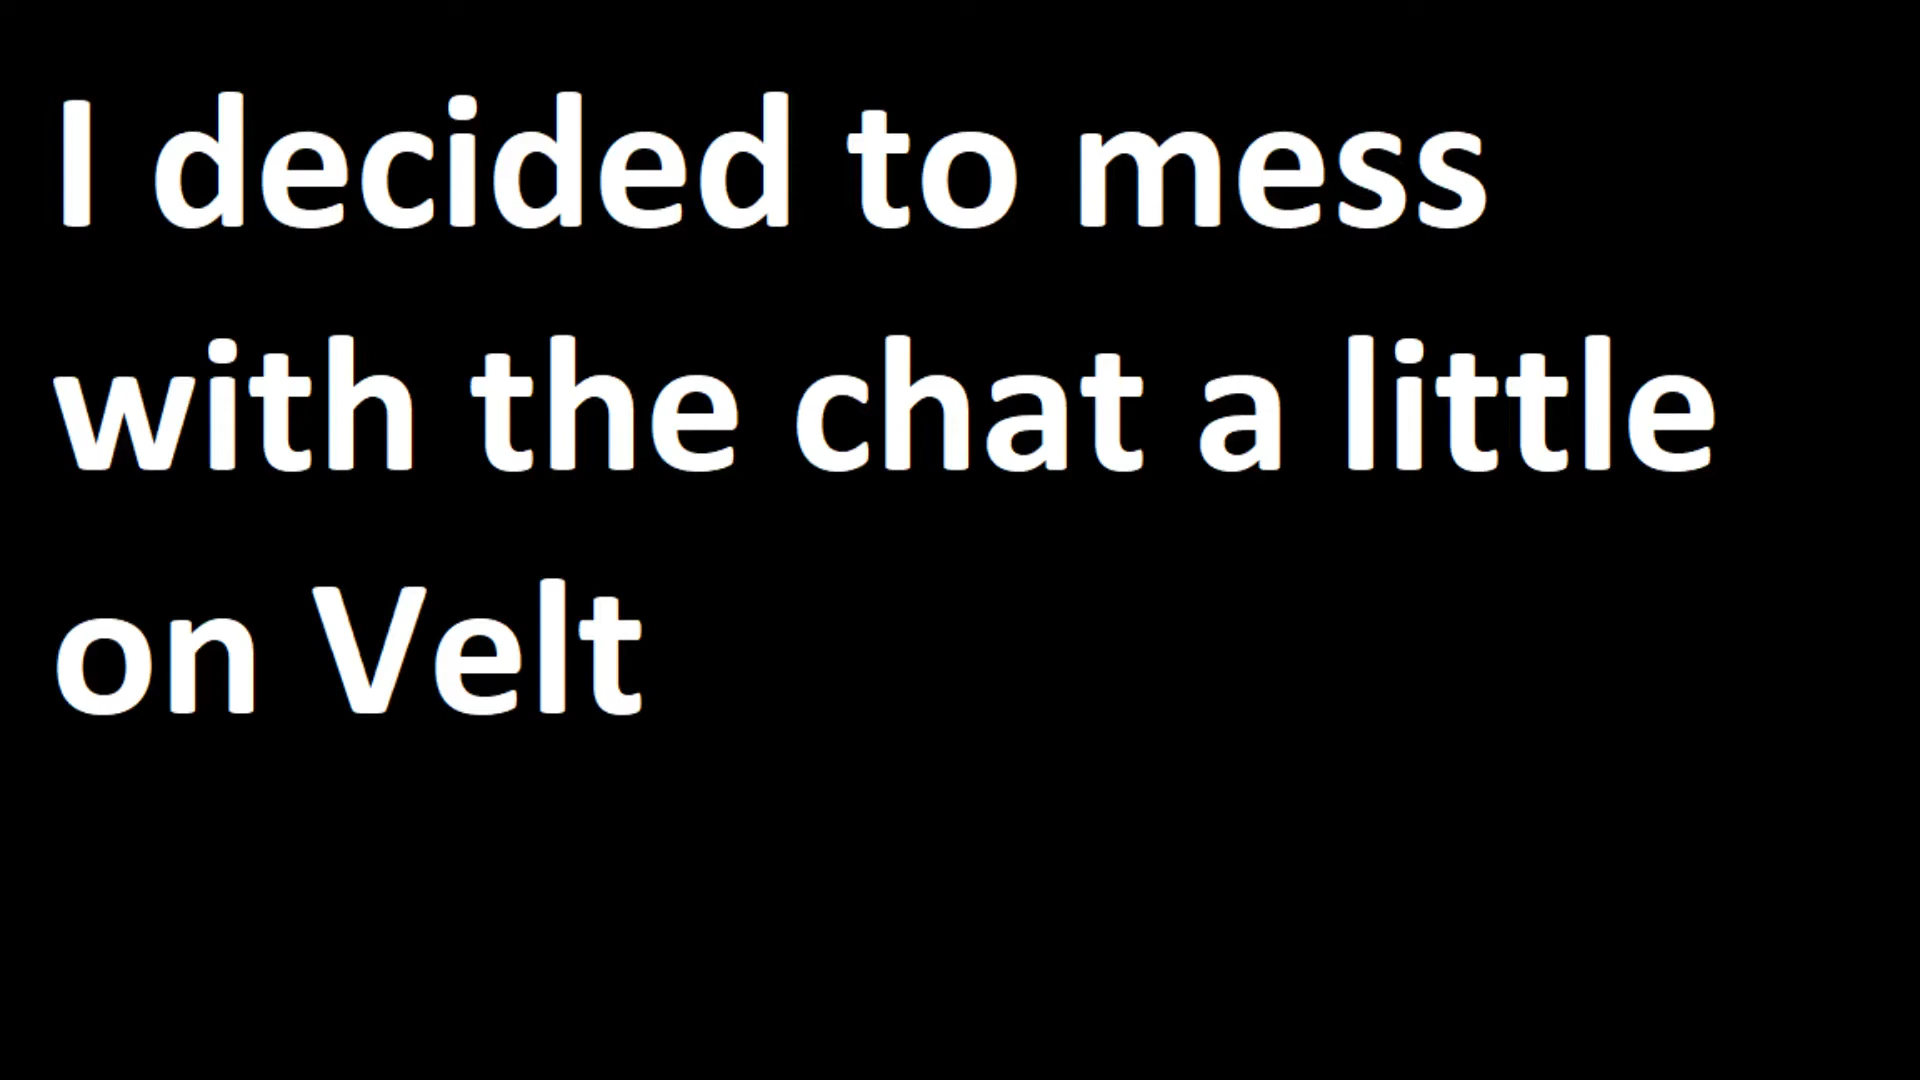 I decided to mess
with the chat a little
on Velt